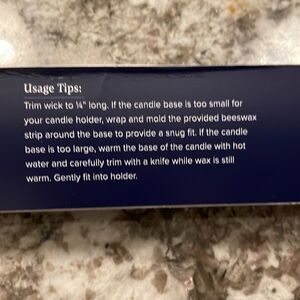 Usage Tips:
Trim wick to ¼" long. If the candle base is too small for
your candle holder, wrap and mold the provided beeswax
strip around the base to provide a snug fit. If the candle
base is too large, warm the base of the candle with hot
water and carefully trim with a knife while wax is still
warm. Gently fit into holder.